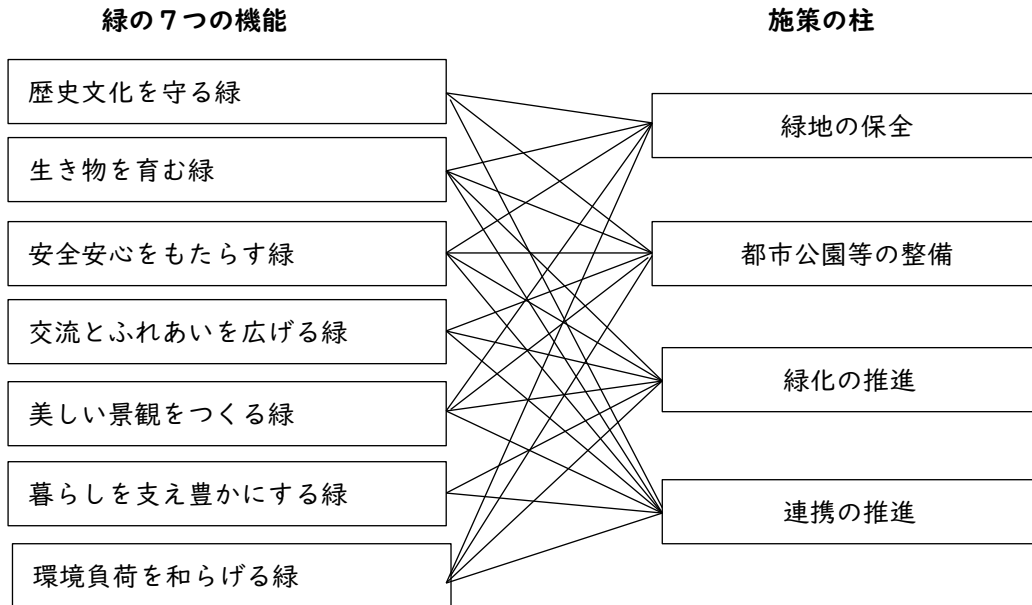 緑の７つの機能
施策の柱
歴史文化を守る緑
生き物を育む緑
安全安心をもたらす緑
交流とふれあいを広げる緑
美しい景観をつくる緑
暮らしを支え豊かにする緑
環境負荷を和らげる緑
緑地の保全
都市公園等の整備
緑化の推進
連携の推進